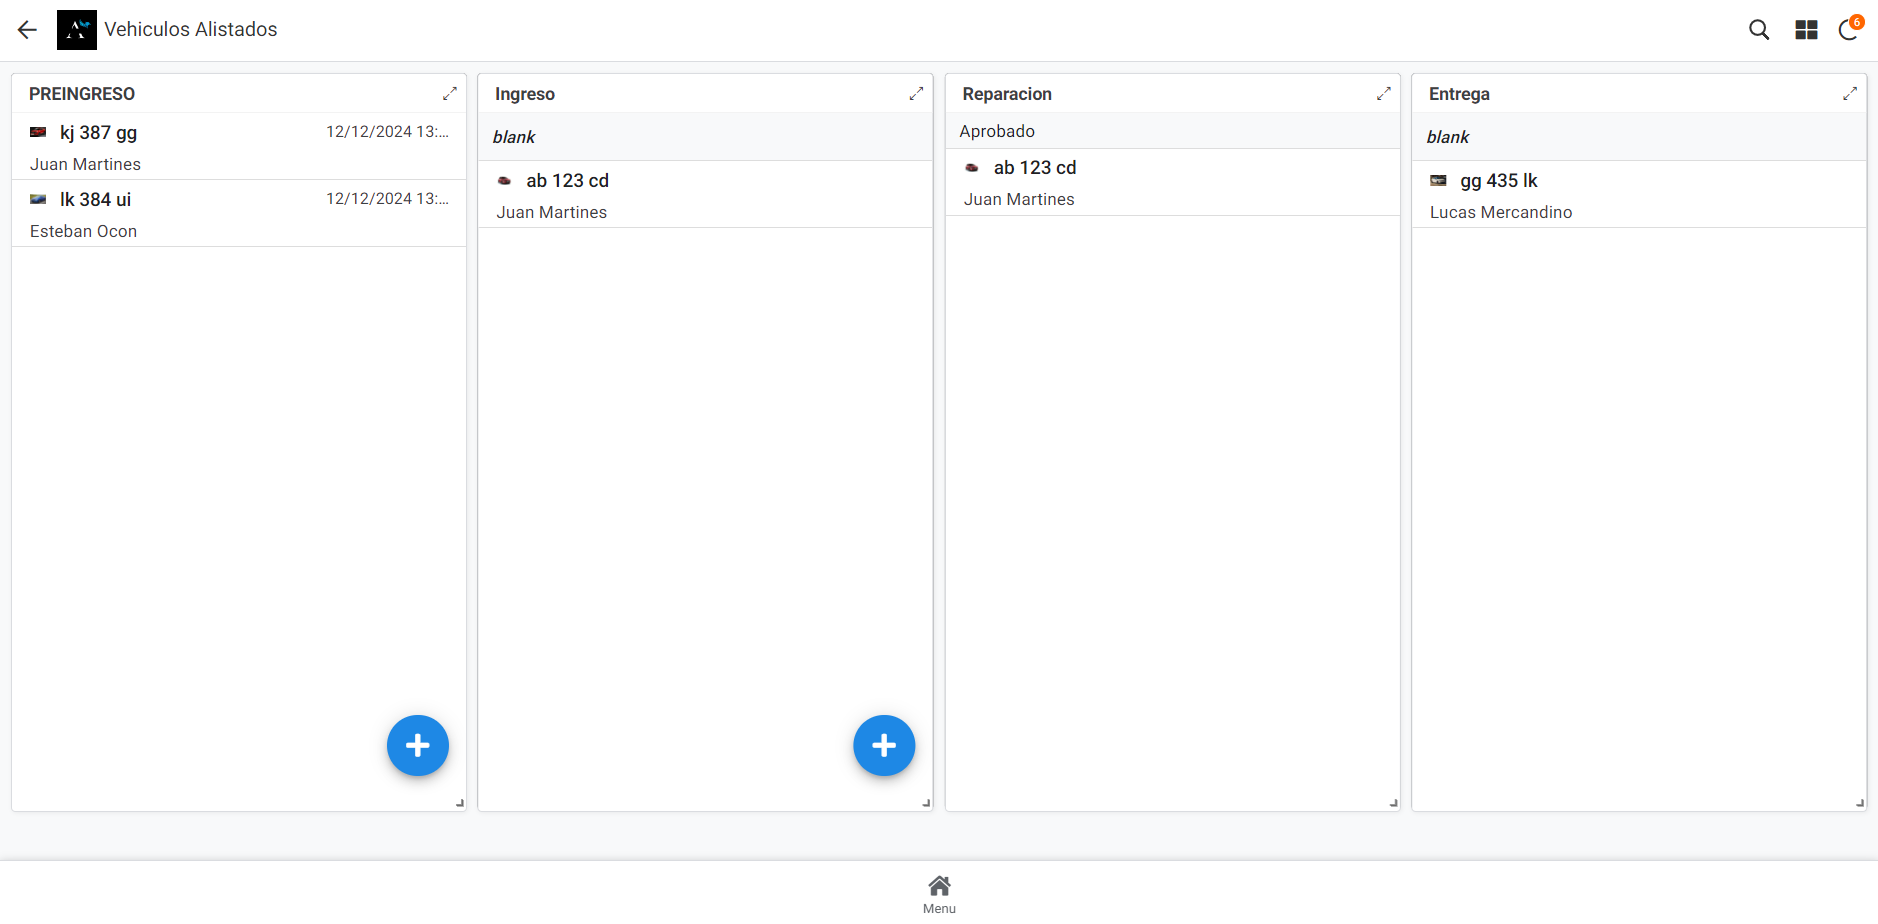 Vehiculos Alistados
6
PREINGRESO
kj 387 gg
12/12/2024 13:...
Juan Martines
lk 384 ui
12/12/2024 13:...
Esteban Ocon
Ingreso
blank
ab 123 cd
Juan Martines
Reparacion
Aprobado
ab 123 cd
Juan Martines
Entrega
blank
gg 435 lk
Lucas Mercandino
Menu